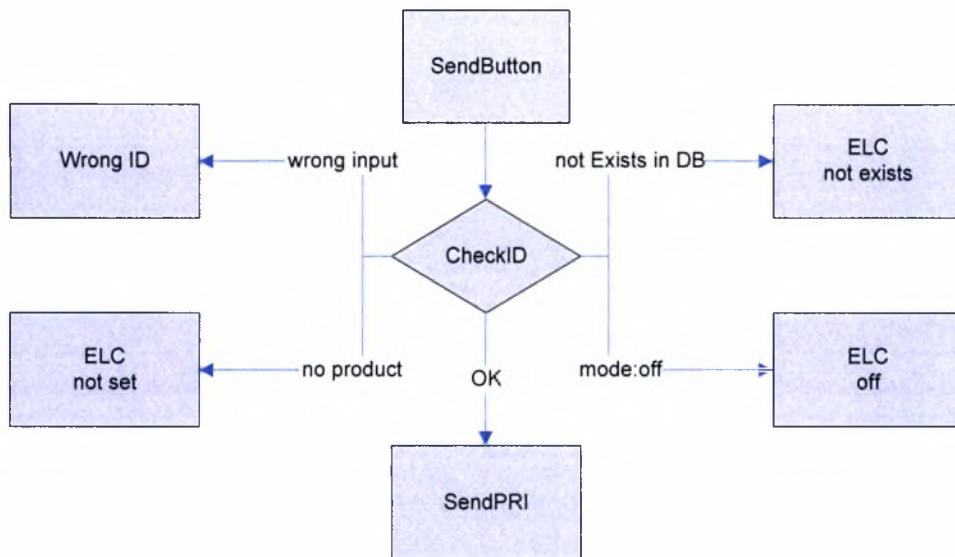 SendButton
Wrong ID
wrong input
not Exists in DB
ELC
not exists
CheckID
ELC
not set
no product
OK
mode:off
ELC
off
SendPRI